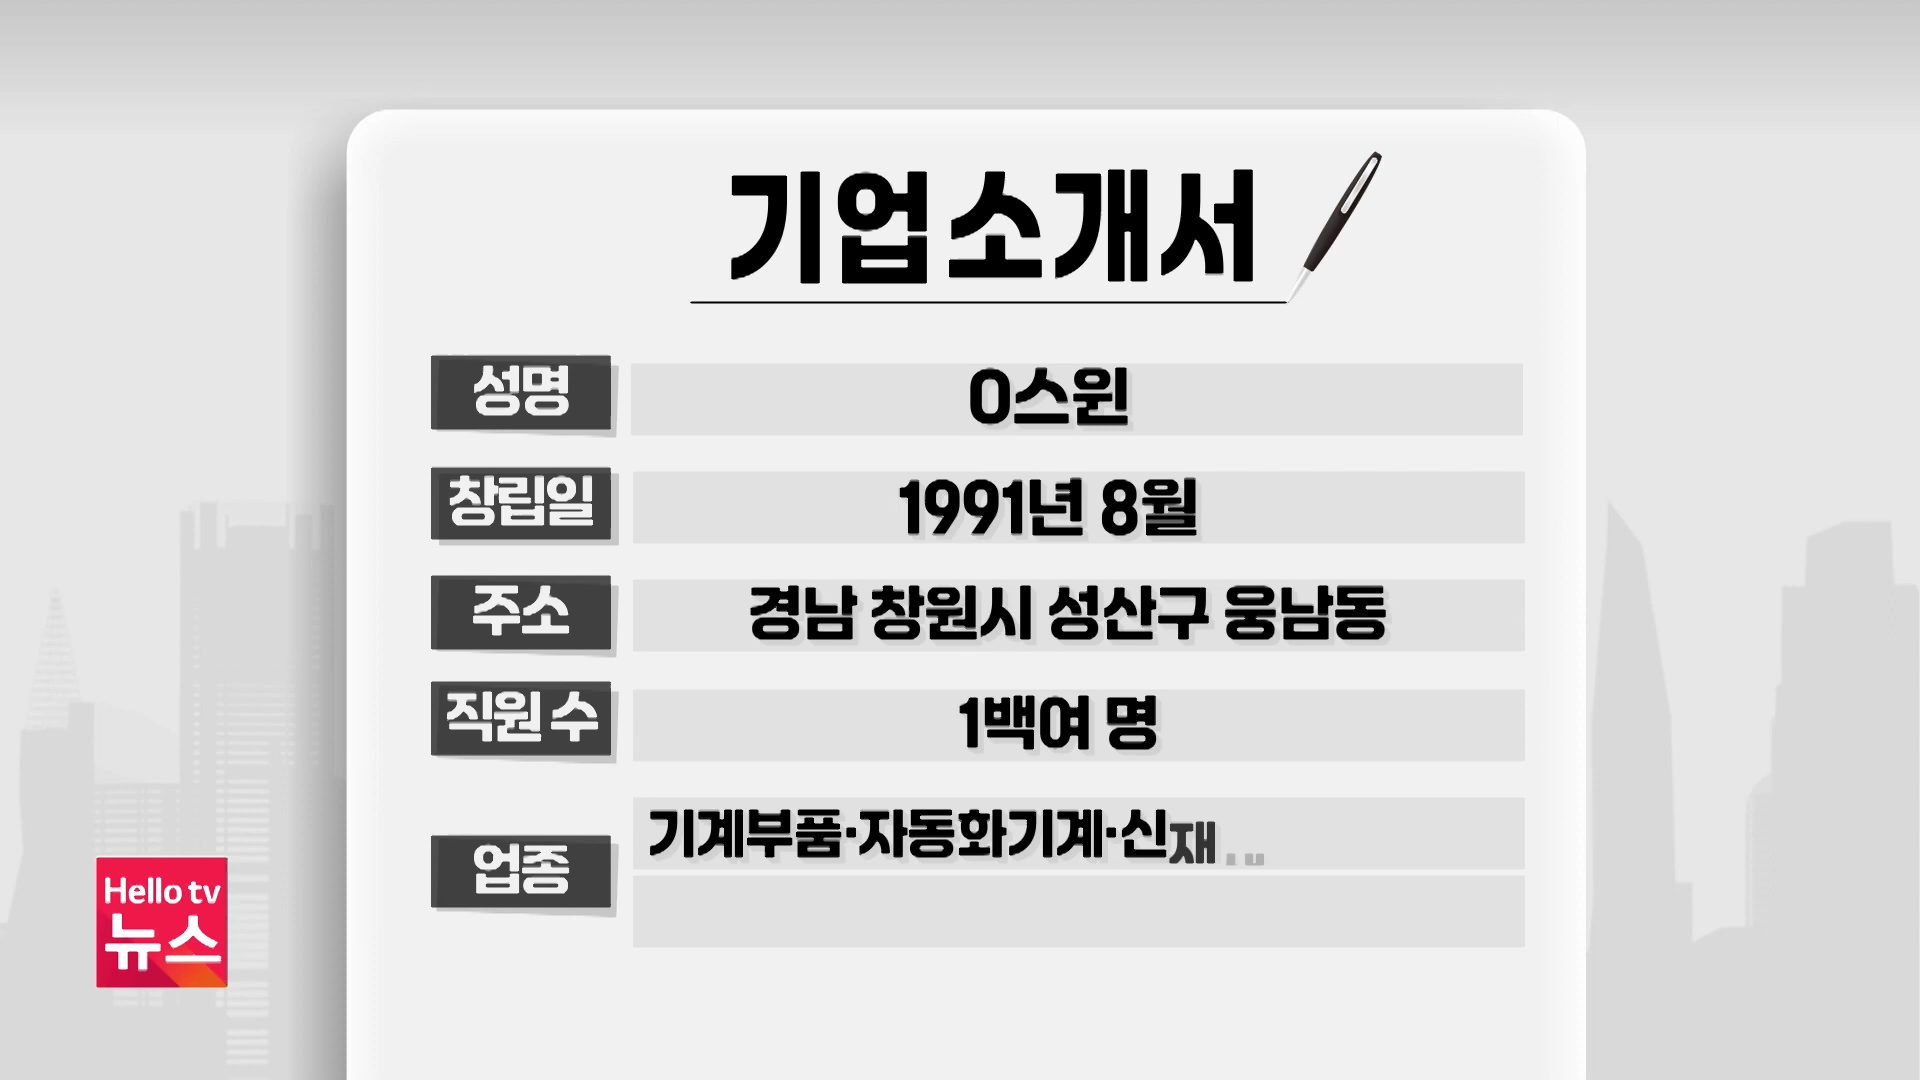 기업소개서
성명 O스윈
창립일 1991년 8월
주소 경남 창원시 성산구 웅남동
직원 수 1백여 명
업종 기계부품·자동화기계·신재
Hello tv
뉴스